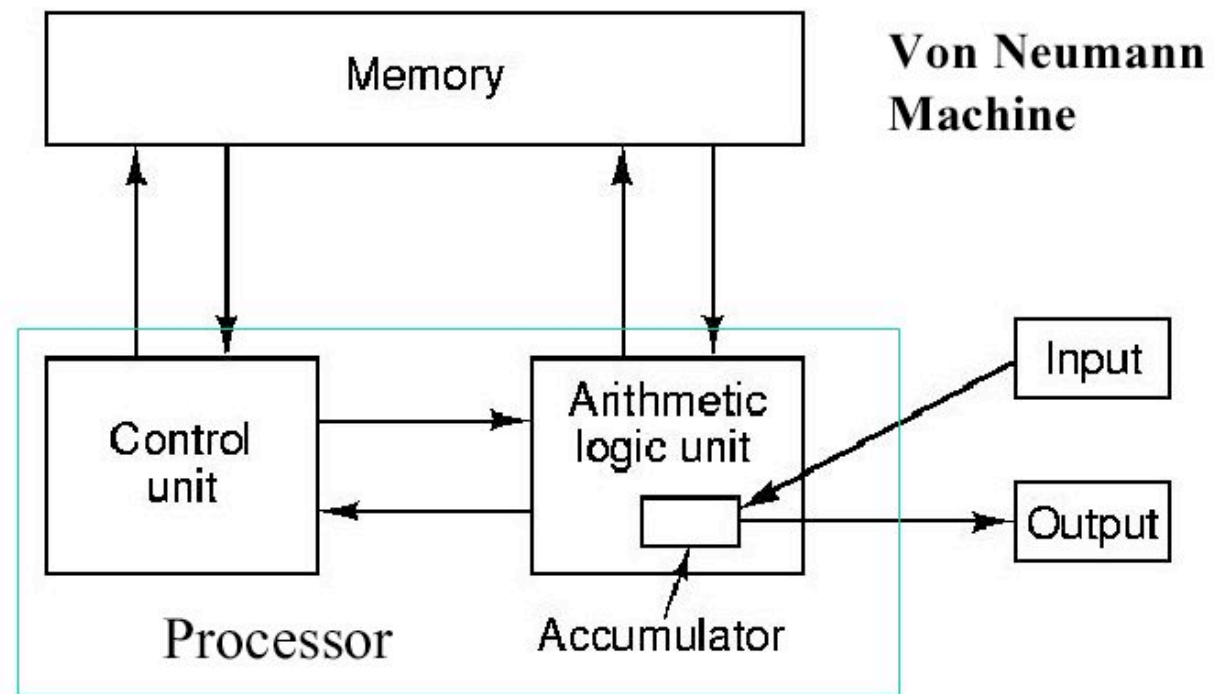 Memory
Von Neumann
Machine
Control
unit
Arithmetic
logic unit
Input
Output
Accumulator
Processor